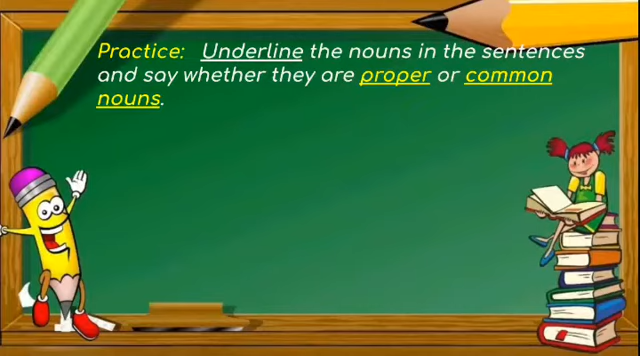 Practice: Underline the nouns in the sentences
and say whether they are proper or common
nouns.